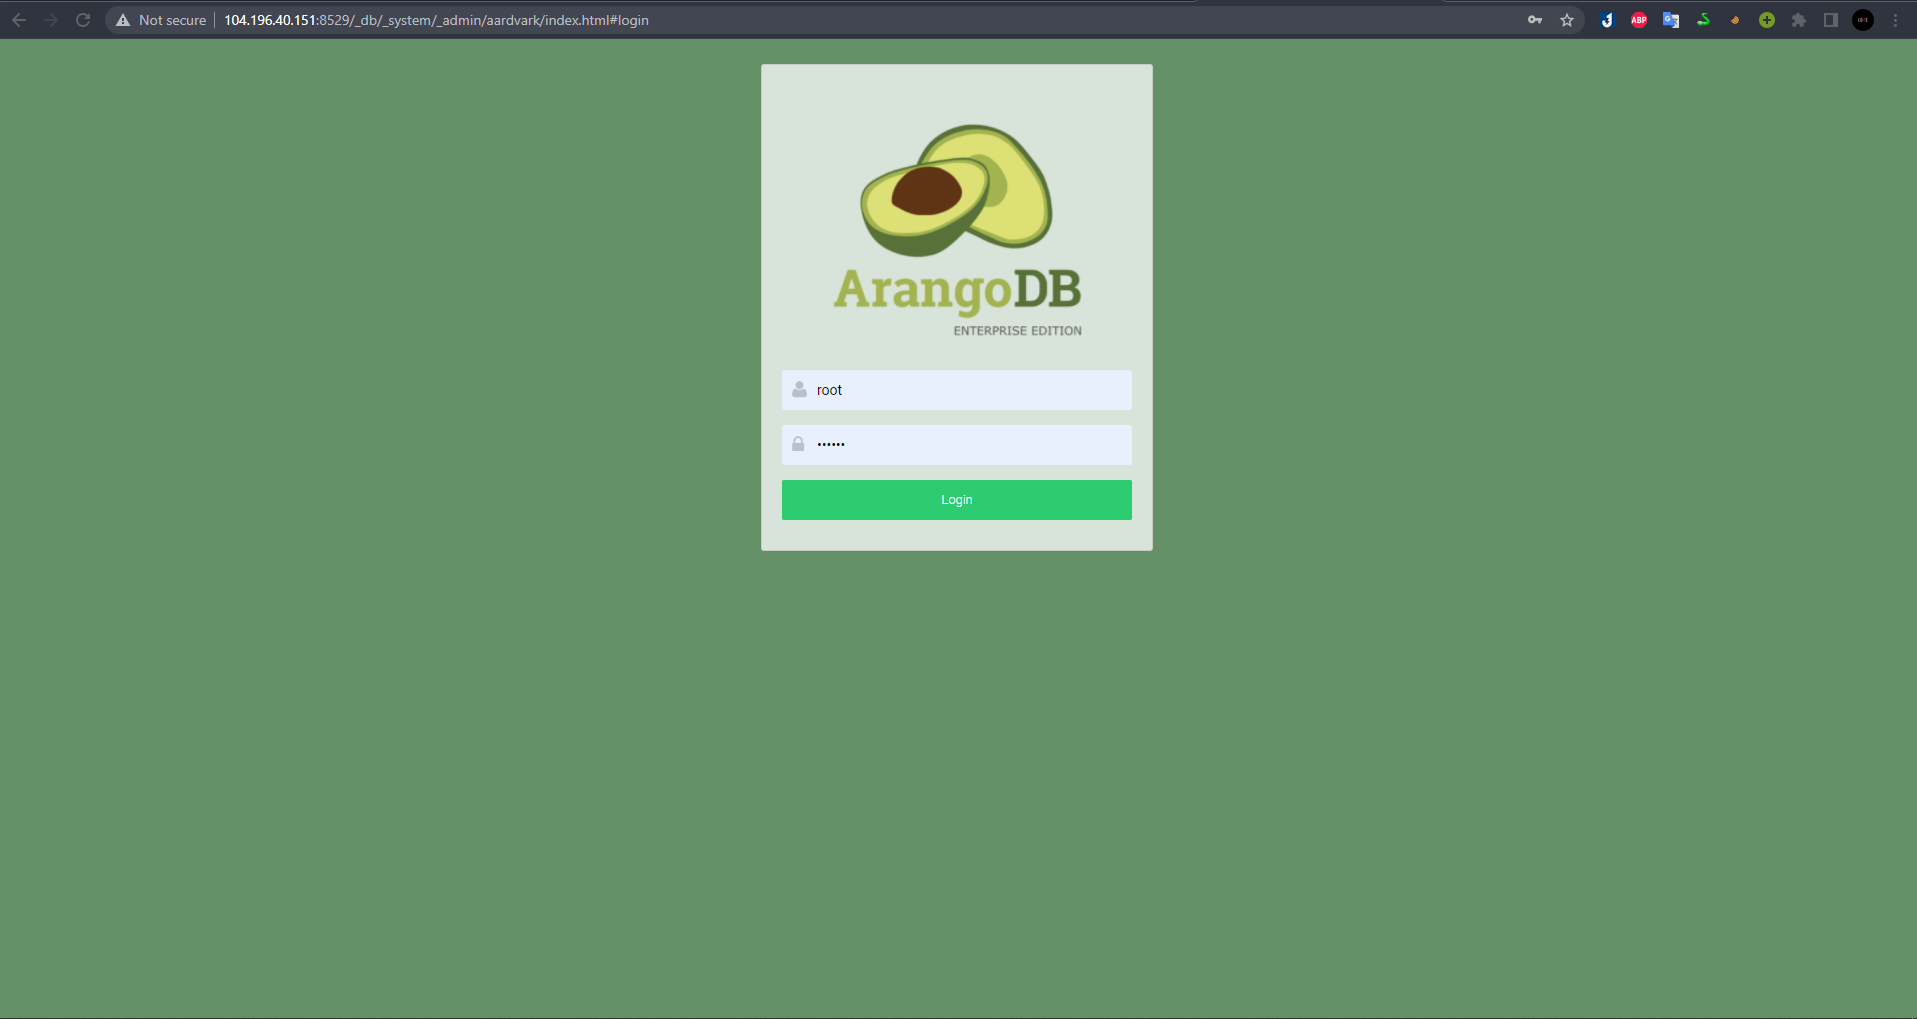 Not secure
104.196.40.151:8529/_db/_system/_admin/aardvark/index.html#login
ABP
ArangoDB
ENTERPRISE EDITION
root
••••••
Login